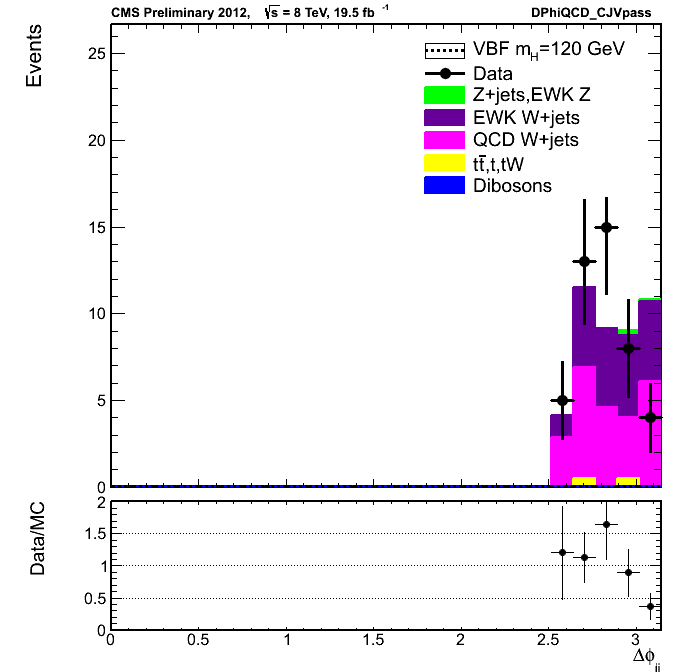 CMS Preliminary 2012, √s = 8 TeV, 19.5 fb⁻¹ DPhiQCD_CJVpass
Events
25
20
15
10
5
0
VBF m_H=120 GeV
Data
Z+jets,EWK Z
EWK W+jets
QCD W+jets
tt̄,t,tW
Dibosons
Data/MC
2
1.5
1
0.5
0
0 0.5 1 1.5 2 2.5 3
Δϕ_jj